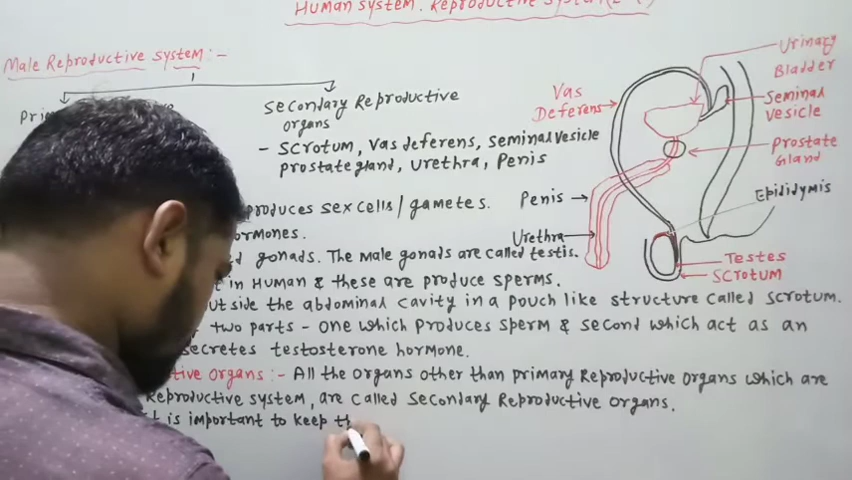 Human system. Reproductive
Male Reproductive system :-
Secondary Reproductive
organs
- Scrotum, vas deferens, seminal vesicle
prostate gland, urethra, Penis
produces sex cells/gametes.
gonads. The male gonads are called testis.
in Human & these are produce sperms.
the abdominal cavity in a pouch like structure called scrotum.
two parts - one which produces sperm & second which act as an
secretes testosterone hormone.
organs :- All the organs other than primary Reproductive organs which are
Reproductive system, are called secondary Reproductive organs.
is important to keep
Vas
Deferens
Urinary
Bladder
Seminal
vesicle
Prostate
Gland
Epididymis
Penis
Urethra
Testes
Scrotum